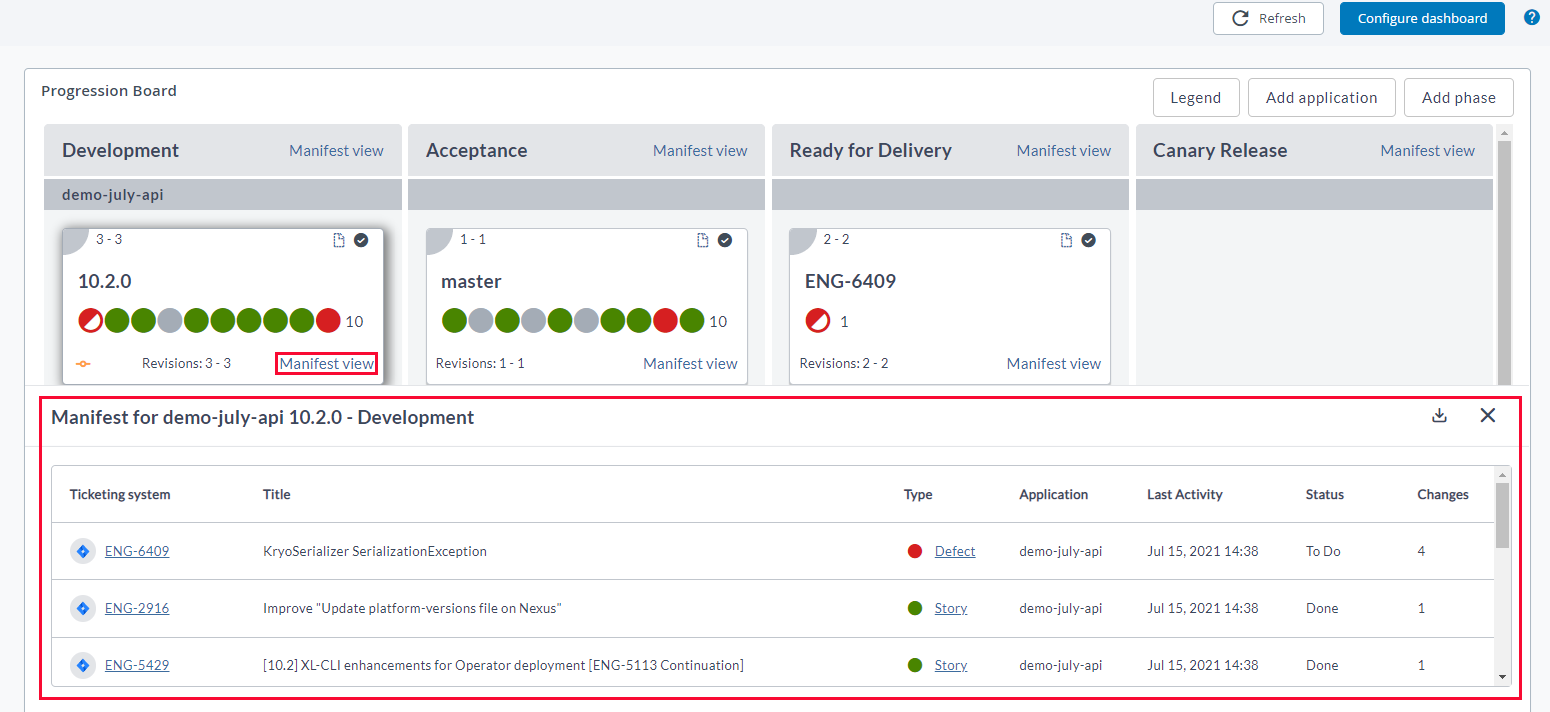 Refresh
Configure dashboard
?
Progression Board
Legend
Add application
Add phase
Development Manifest view
Acceptance Manifest view
Ready for Delivery Manifest view
Canary Release Manifest view
demo-july-api
3 - 3
10.2.0
10
Revisions: 3 - 3 Manifest view
1 - 1
master
10
Revisions: 1 - 1 Manifest view
2 - 2
ENG-6409
1
Revisions: 2 - 2 Manifest view
Manifest for demo-july-api 10.2.0 - Development
Ticketing system Title Type Application Last Activity Status Changes
ENG-6409 KryoSerializer SerializationException Defect demo-july-api Jul 15, 2021 14:38 To Do 4
ENG-2916 Improve "Update platform-versions file on Nexus" Story demo-july-api Jul 15, 2021 14:38 Done 1
ENG-5429 [10.2] XL-CLI enhancements for Operator deployment [ENG-5113 Continuation] Story demo-july-api Jul 15, 2021 14:38 Done 1